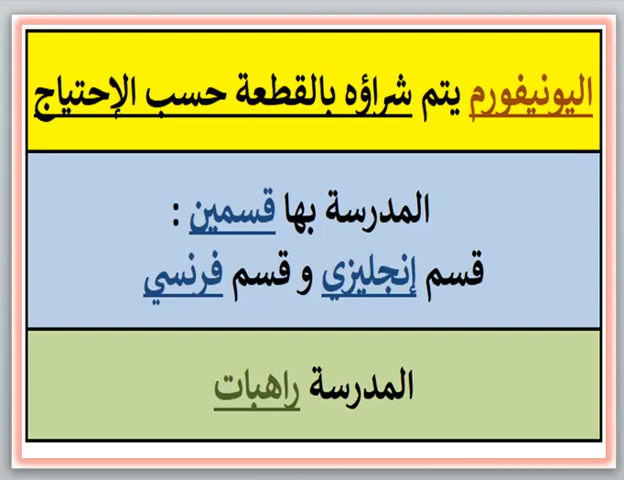 اليونيفورم يتم شراؤه بالقطعة حسب الإحتياج
المدرسة بها قسمين :
قسم إنجليزي و قسم فرنسي
المدرسة راهبات